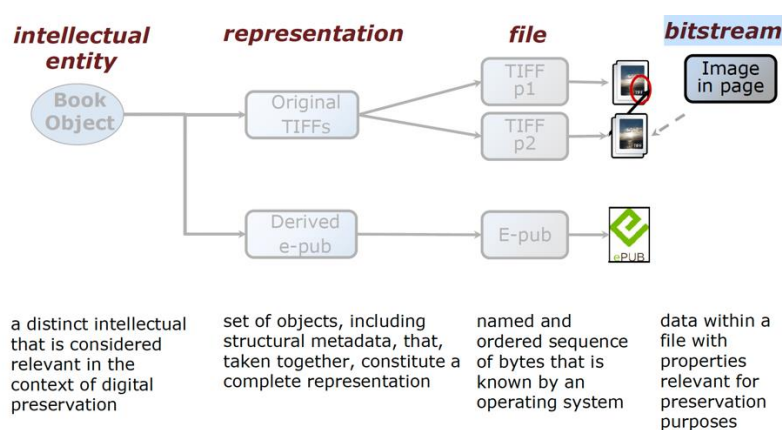 intellectual
entity
representation
file
bitstream
Book
Object
Original
TIFFs
TIFF
p1
TIFF
p2
Image
in page
Derived
e-pub
E-pub
ePUB
a distinct intellectual
that is considered
relevant in the
context of digital
preservation
set of objects, including
structural metadata, that,
taken together, constitute a
complete representation
named and
ordered sequence
of bytes that is
known by an
operating system
data within a
file with
properties
relevant for
preservation
purposes